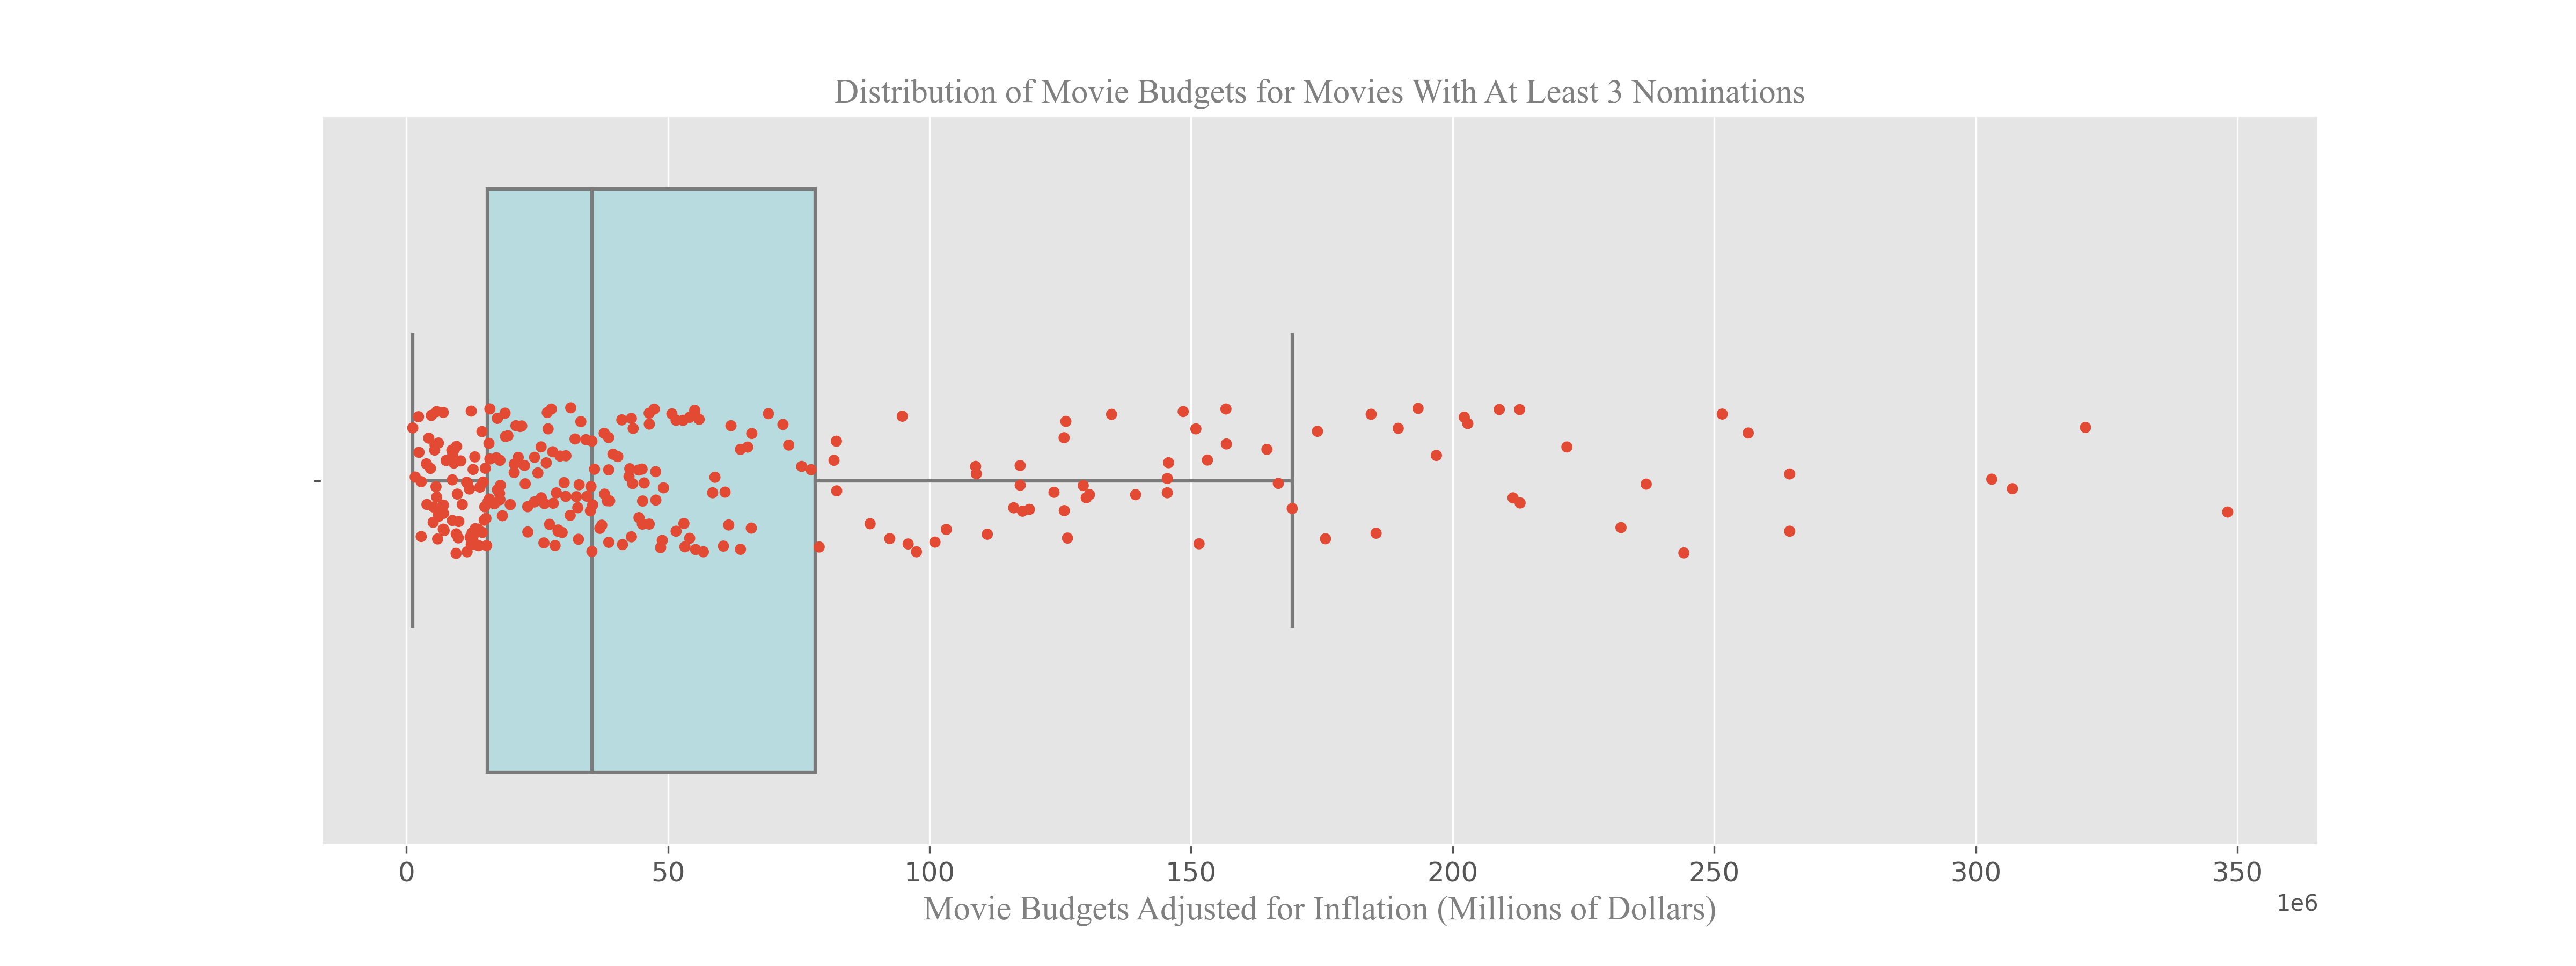 Distribution of Movie Budgets for Movies With At Least 3 Nominations
0 50 100 150 200 250 300 350
1e6
Movie Budgets Adjusted for Inflation (Millions of Dollars)